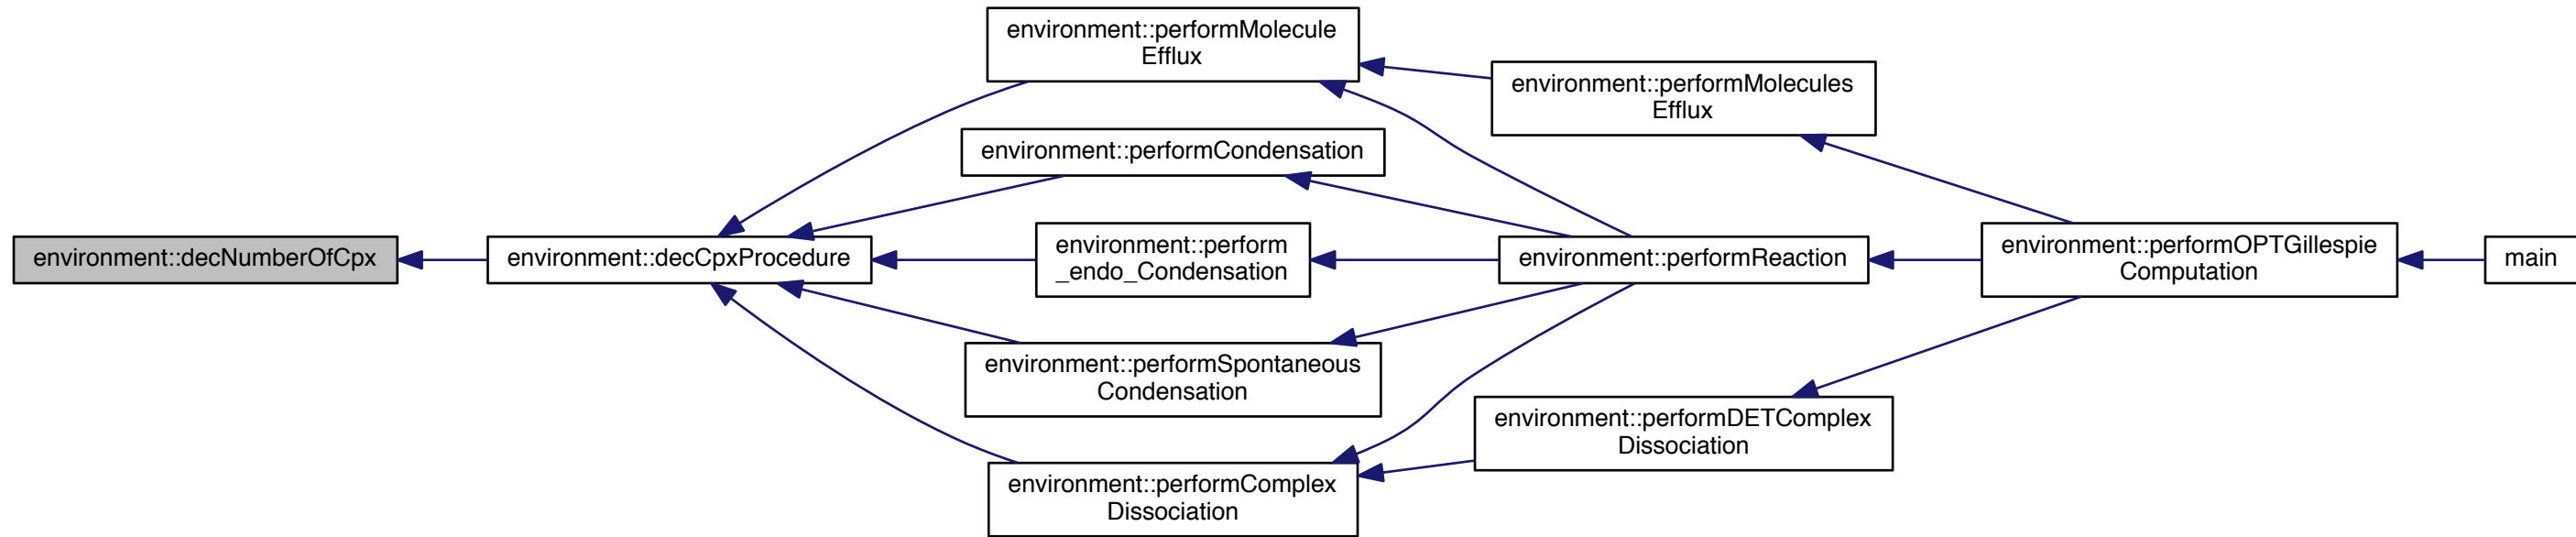 environment::performMolecule
Efflux
environment::performMolecules
Efflux
environment::performCondensation
environment::decNumberOfCpx
environment::decCpxProcedure
environment::perform
_endo_Condensation
environment::performReaction
environment::performOPTGillespie
Computation
main
environment::performSpontaneous
Condensation
environment::performDETComplex
Dissociation
environment::performComplex
Dissociation